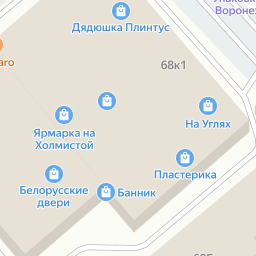 Дядюшка Плинтус
68к1
Ярмарка на
Холмистой
На Углях
Пластерика
Белорусские
двери
Банник